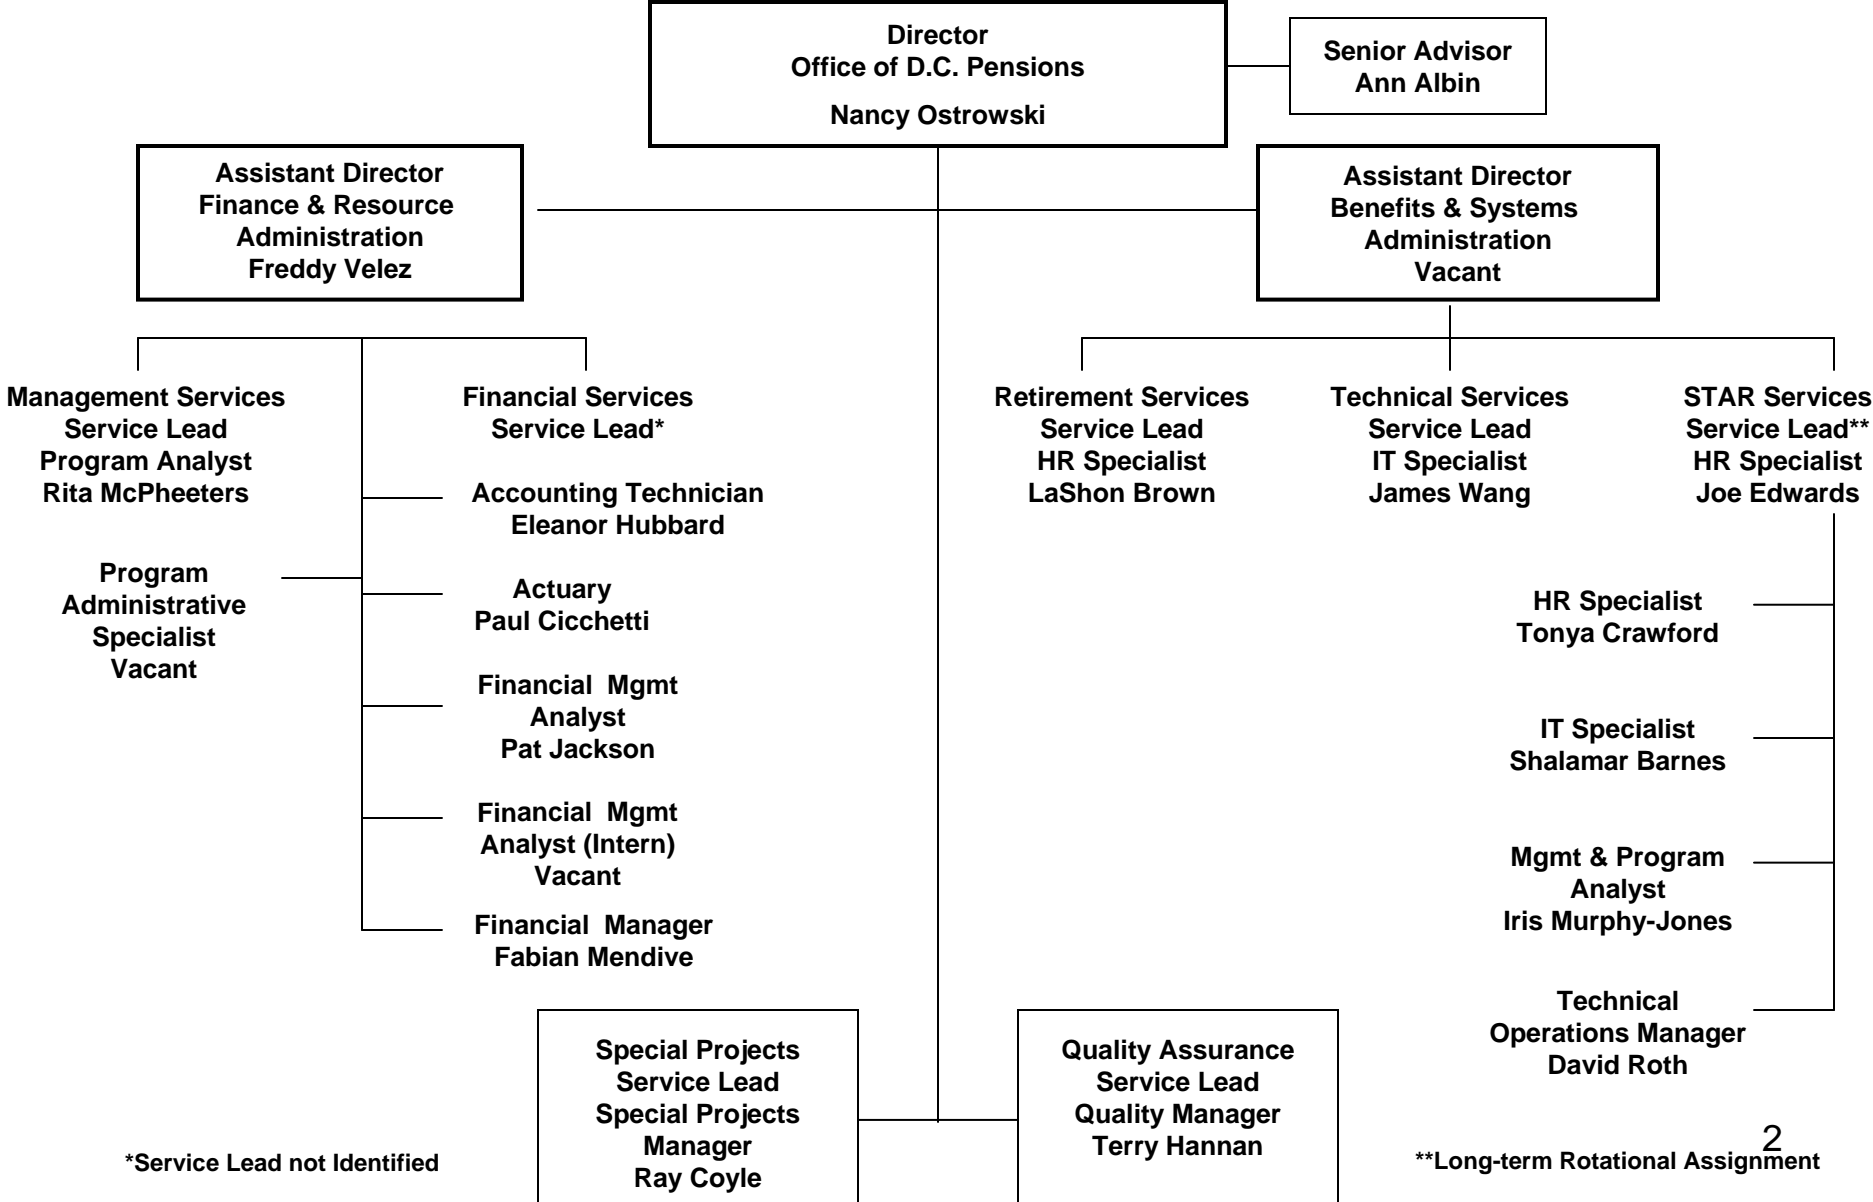 Director
Office of D.C. Pensions
Nancy Ostrowski
Senior Advisor
Ann Albin
Assistant Director
Finance & Resource
Administration
Freddy Velez
Assistant Director
Benefits & Systems
Administration
Vacant
Management Services
Service Lead
Program Analyst
Rita McPheeters
Program
Administrative
Specialist
Vacant
Financial Services
Service Lead*
Accounting Technician
Eleanor Hubbard
Actuary
Paul Cicchetti
Financial Mgmt
Analyst
Pat Jackson
Financial Mgmt
Analyst (Intern)
Vacant
Financial Manager
Fabian Mendive
Retirement Services
Service Lead
HR Specialist
LaShon Brown
Technical Services
Service Lead
IT Specialist
James Wang
STAR Services
Service Lead**
HR Specialist
Joe Edwards
HR Specialist
Tonya Crawford
IT Specialist
Shalamar Barnes
Mgmt & Program
Analyst
Iris Murphy-Jones
Technical
Operations Manager
David Roth
Special Projects
Service Lead
Special Projects
Manager
Ray Coyle
Quality Assurance
Service Lead
Quality Manager
Terry Hannan
*Service Lead not Identified
**Long-term Rotational Assignment
2